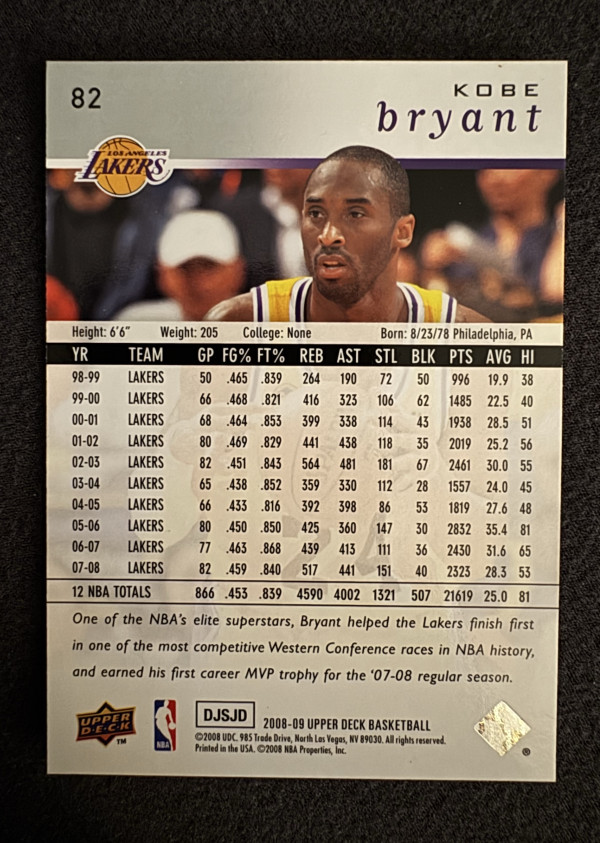 82
KOBE
bryant
LOS ANGELES
LAKERS
Height: 6'6" Weight: 205 College: None Born: 8/23/78 Philadelphia, PA
YR TEAM GP FG% FT% REB AST STL BLK PTS AVG HI
98-99 LAKERS 50 .465 .839 264 190 72 50 996 19.9 38
99-00 LAKERS 66 .468 .821 416 323 106 62 1485 22.5 40
00-01 LAKERS 68 .464 .853 399 338 114 43 1938 28.5 51
01-02 LAKERS 80 .469 .829 441 438 118 35 2019 25.2 56
02-03 LAKERS 82 .451 .843 564 481 181 67 2461 30.0 55
03-04 LAKERS 65 .438 .852 359 330 112 28 1557 24.0 45
04-05 LAKERS 66 .433 .816 392 398 86 53 1819 27.6 48
05-06 LAKERS 80 .450 .850 425 360 147 30 2832 35.4 81
06-07 LAKERS 77 .463 .868 439 413 111 36 2430 31.6 65
07-08 LAKERS 82 .459 .840 517 441 151 40 2323 28.3 53
12 NBA TOTALS 866 .453 .839 4590 4002 1321 507 21619 25.0 81
One of the NBA's elite superstars, Bryant helped the Lakers finish first
in one of the most competitive Western Conference races in NBA history,
and earned his first career MVP trophy for the '07-08 regular season.
UPPER
D·E·C·K
TM
NBA
DJSJD
2008-09 UPPER DECK BASKETBALL
©2008 UDC. 985 Trade Drive, North Las Vegas, NV 89030. All rights reserved.
Printed in the USA. ©2008 NBA Properties, Inc.
®